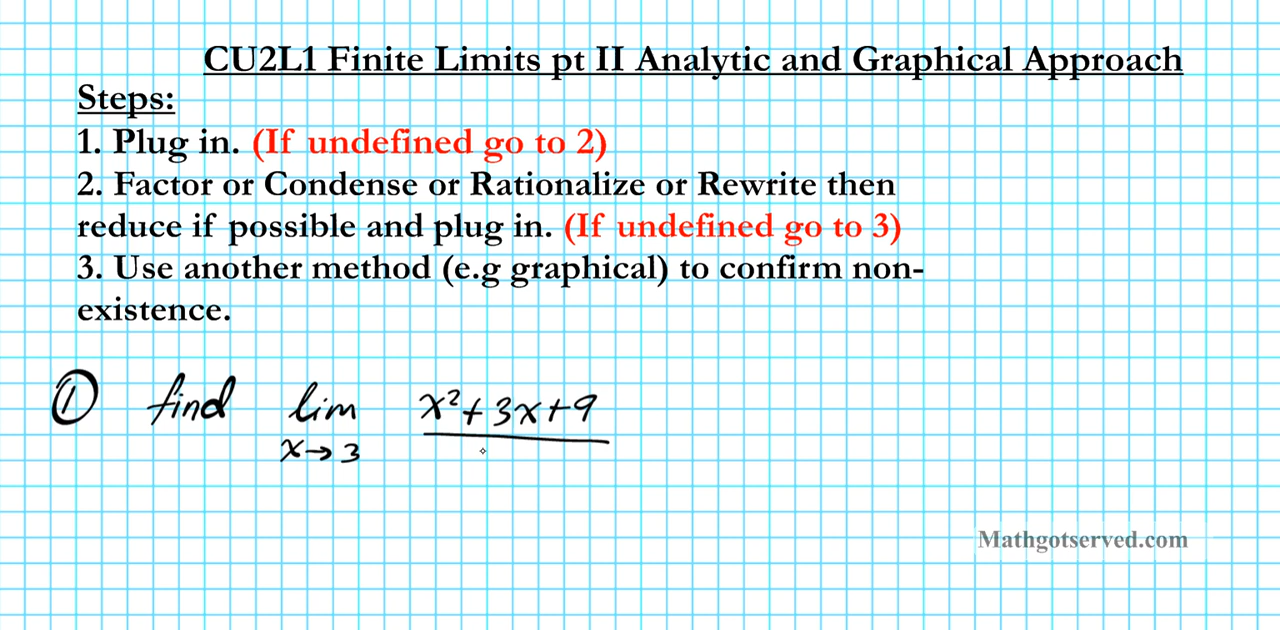 CU2L1 Finite Limits pt II Analytic and Graphical Approach
Steps:
1. Plug in. (If undefined go to 2)
2. Factor or Condense or Rationalize or Rewrite then
reduce if possible and plug in. (If undefined go to 3)
3. Use another method (e.g graphical) to confirm non-
existence.
① find lim x²+3x+9
x→3
Mathgotserved.com